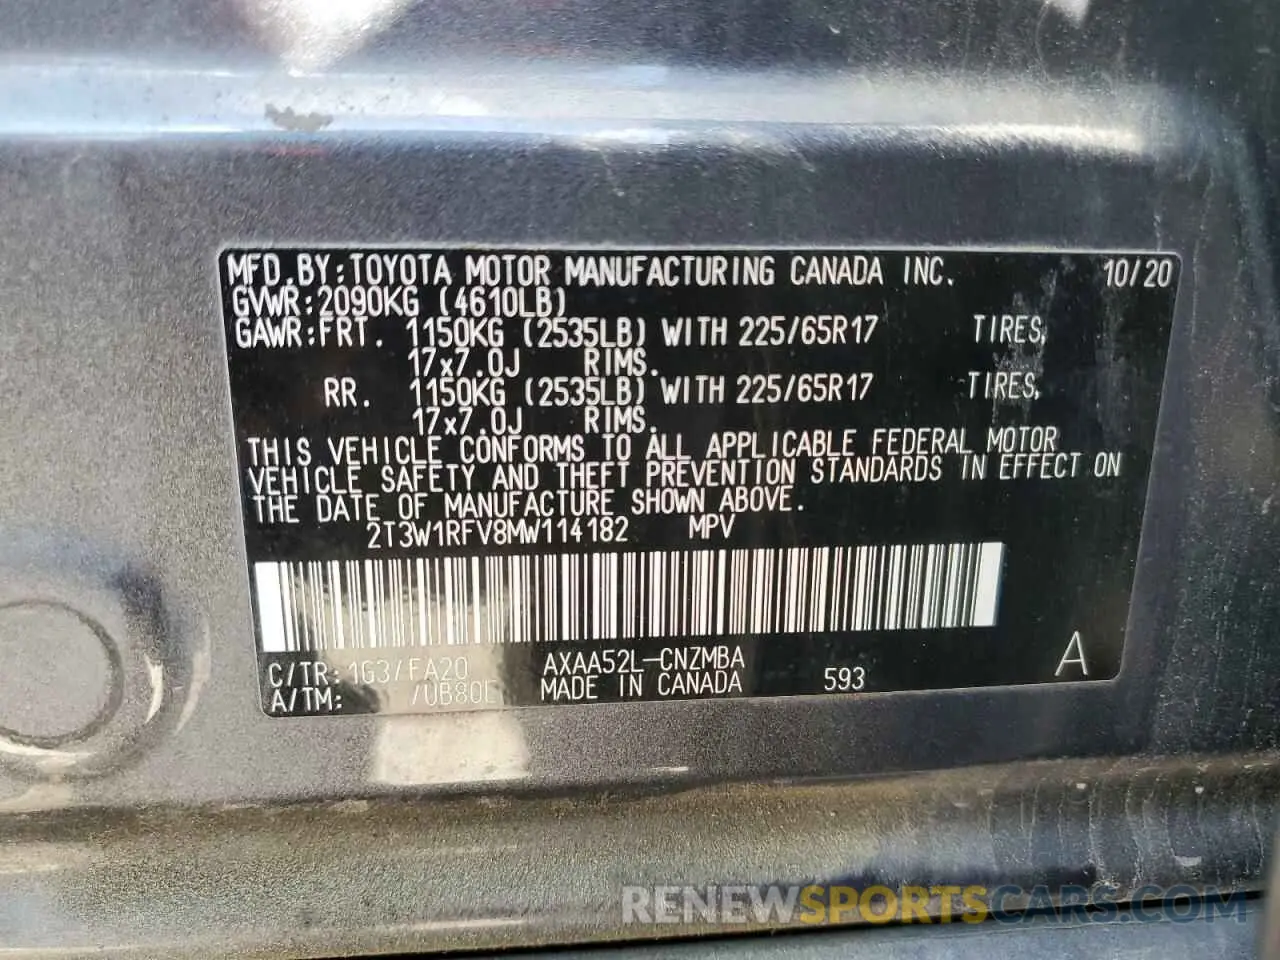 MFD.BY:TOYOTA MOTOR MANUFACTURING CANADA INC. 10/20
GVWR:2090KG (4610LB)
GAWR:FRT. 1150KG (2535LB) WITH 225/65R17 TIRES,
17x7.0J RIMS.
RR. 1150KG (2535LB) WITH 225/65R17 TIRES,
17x7.0J RIMS.
THIS VEHICLE CONFORMS TO ALL APPLICABLE FEDERAL MOTOR
VEHICLE SAFETY AND THEFT PREVENTION STANDARDS IN EFFECT ON
THE DATE OF MANUFACTURE SHOWN ABOVE.
2T3W1RFV8MW114182 MPV
C/TR:1G3/FA20 AXAA52L-CNZMBA A
A/TM: /UB80E MADE IN CANADA 593
RENEWSPORTSCARS.COM